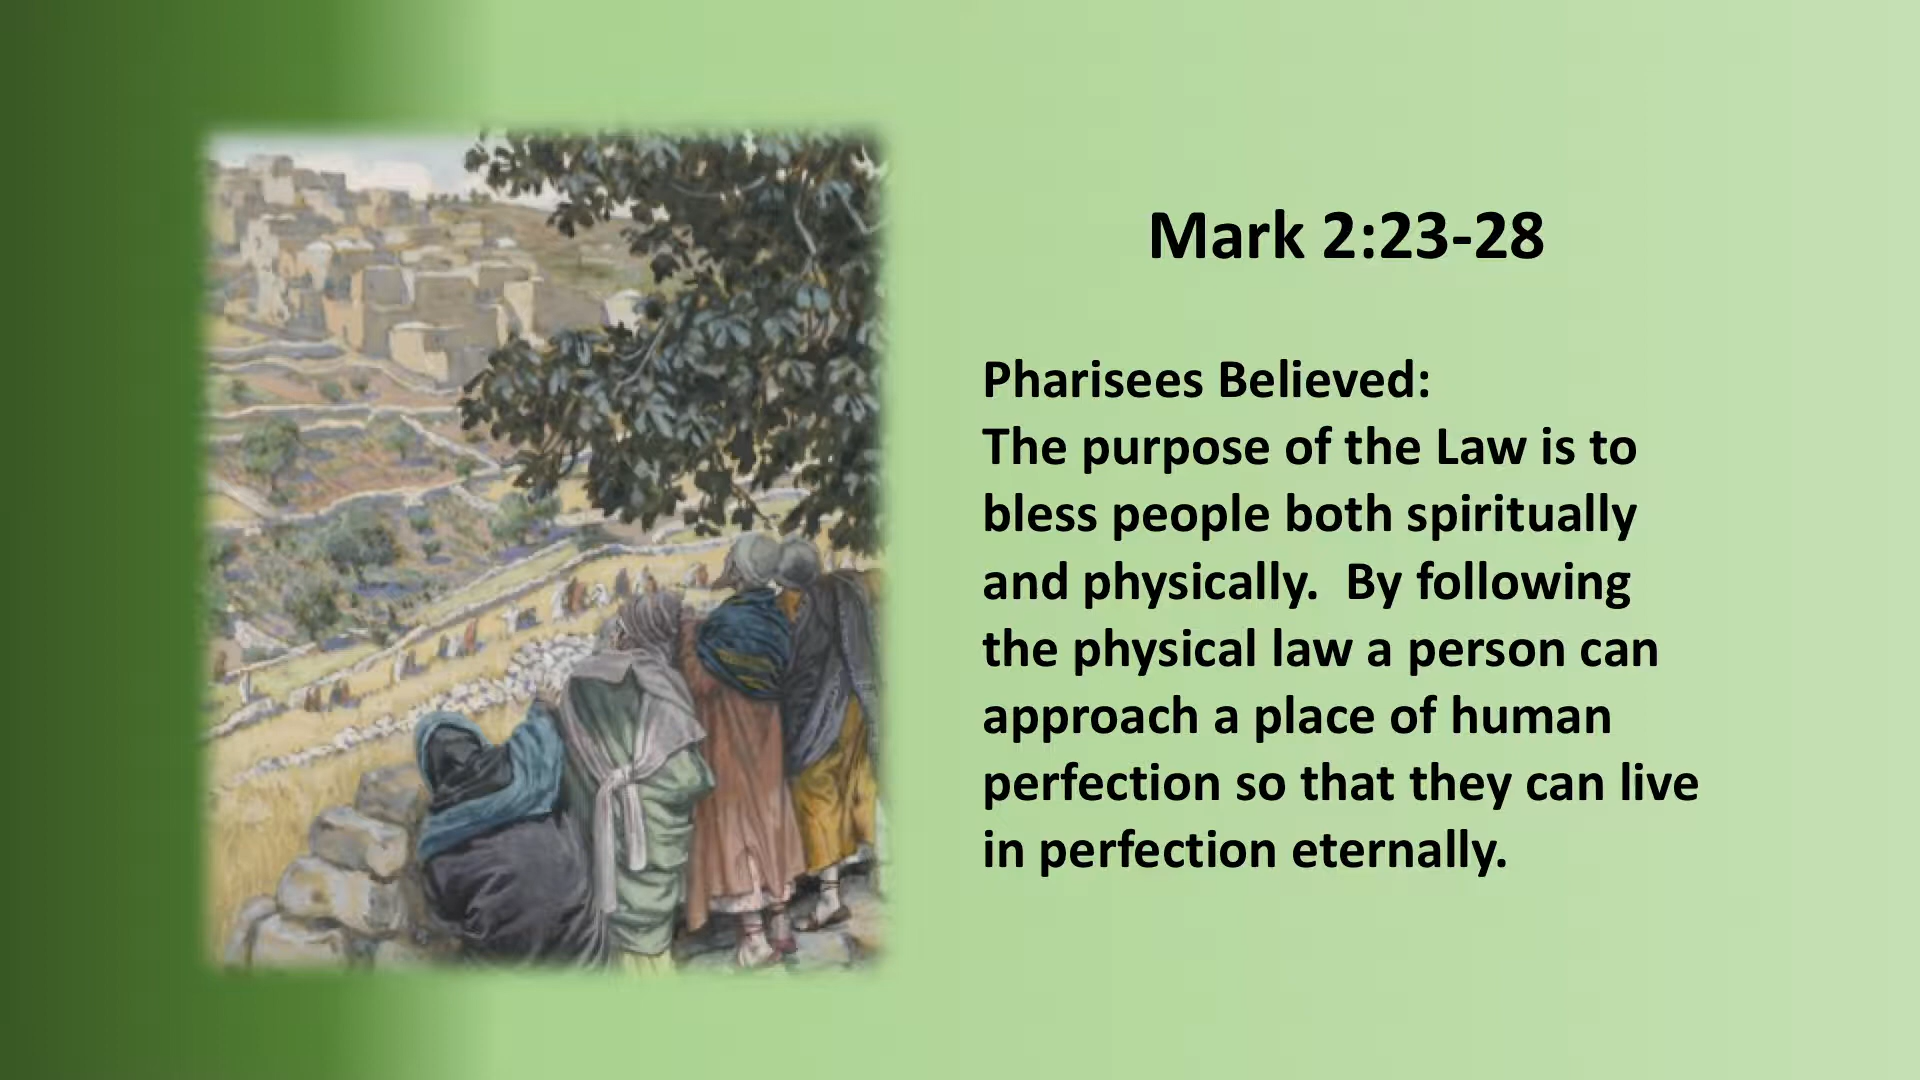 Mark 2:23-28
Pharisees Believed:
The purpose of the Law is to
bless people both spiritually
and physically.  By following
the physical law a person can
approach a place of human
perfection so that they can live
in perfection eternally.